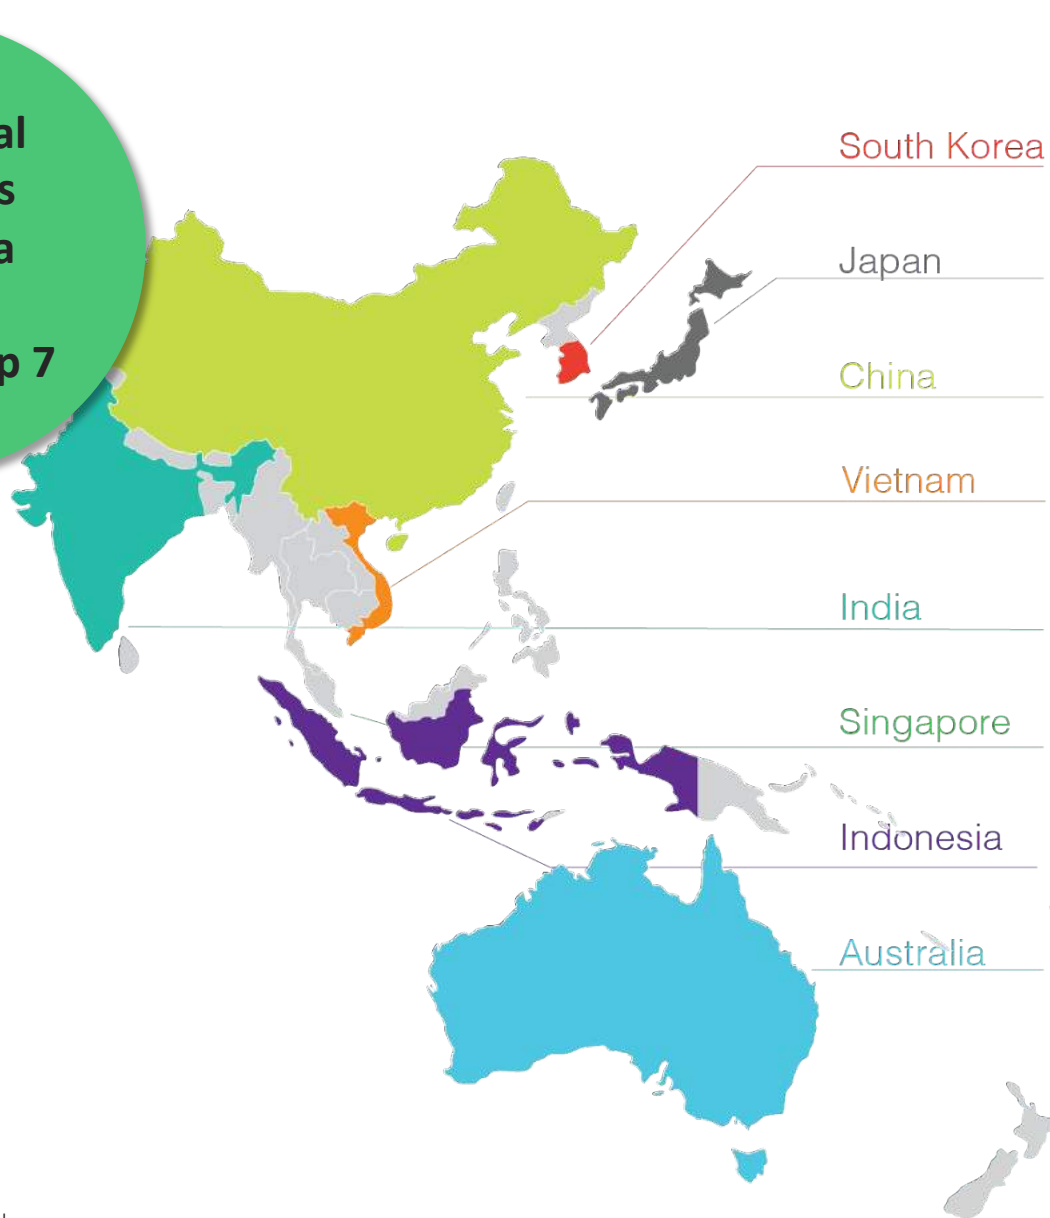 al
s
a
p 7
South Korea
Japan
China
Vietnam
India
Singapore
Indonesia
Australia